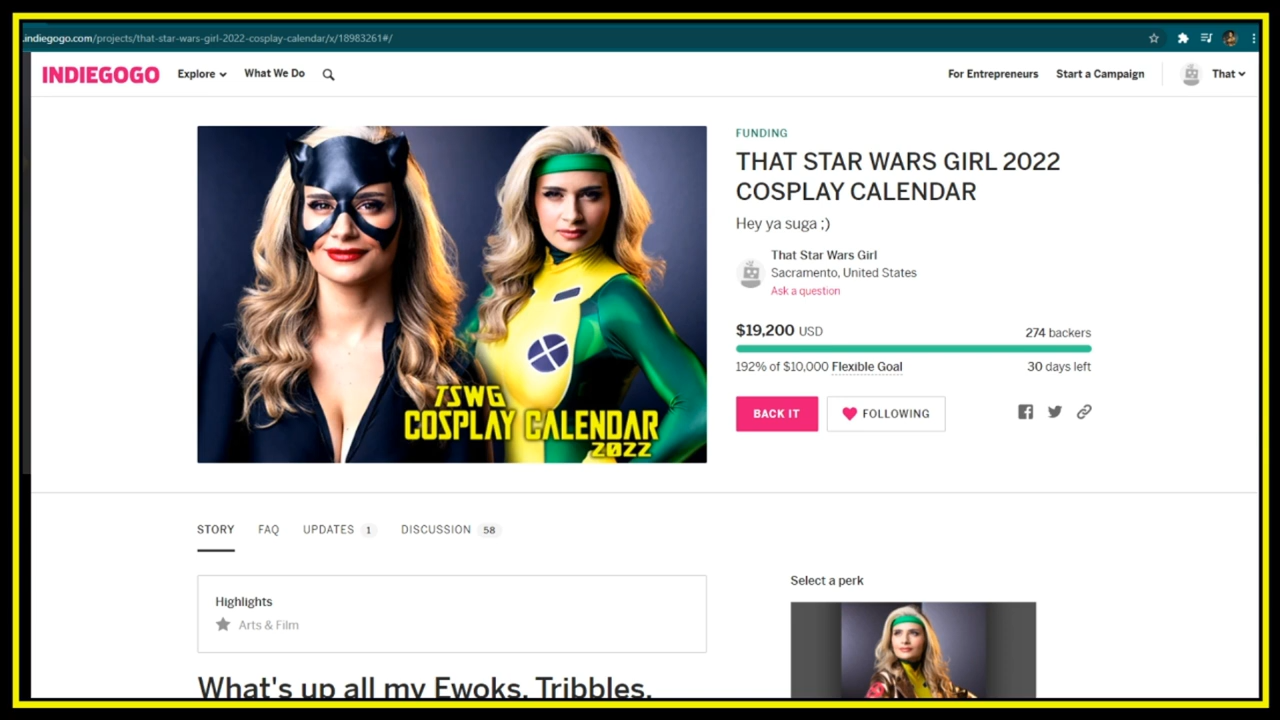 .indiegogo.com/projects/that-star-wars-girl-2022-cosplay-calendar/x/18983261#/
INDIEGOGO Explore What We Do For Entrepreneurs Start a Campaign That
FUNDING
THAT STAR WARS GIRL 2022
COSPLAY CALENDAR
Hey ya suga ;)
That Star Wars Girl
Sacramento, United States
Ask a question
$19,200 USD 274 backers
192% of $10,000 Flexible Goal 30 days left
BACK IT FOLLOWING
TSWG
COSPLAY CALENDAR
2022
STORY FAQ UPDATES 1 DISCUSSION 58
Select a perk
Highlights
Arts & Film
What's up all my Ewoks, Tribbles,